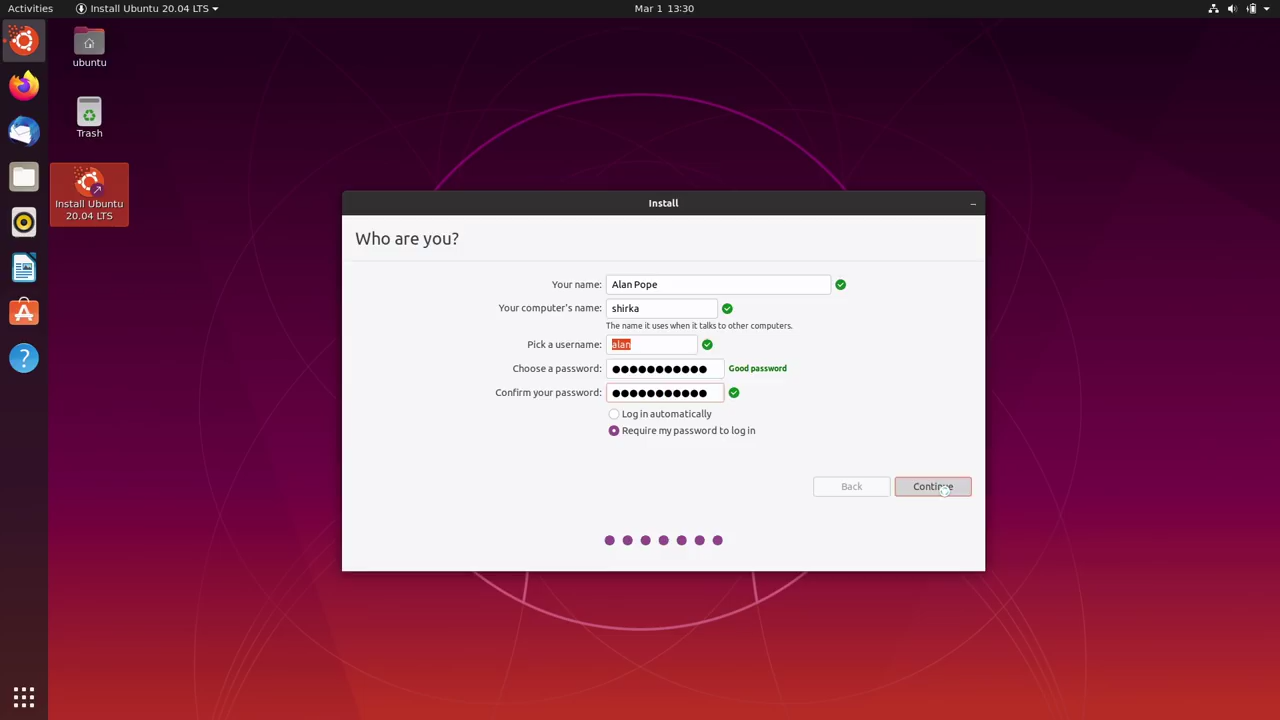 Activities
Install Ubuntu 20.04 LTS
Mar 1 13:30
ubuntu
Trash
Install Ubuntu
20.04 LTS
Install
Who are you?
Your name: Alan Pope
Your computer's name: shirka
The name it uses when it talks to other computers.
Pick a username: alan
Choose a password: ●●●●●●●●●●● Good password
Confirm your password: ●●●●●●●●●●●
Log in automatically
Require my password to log in
Back
Continue